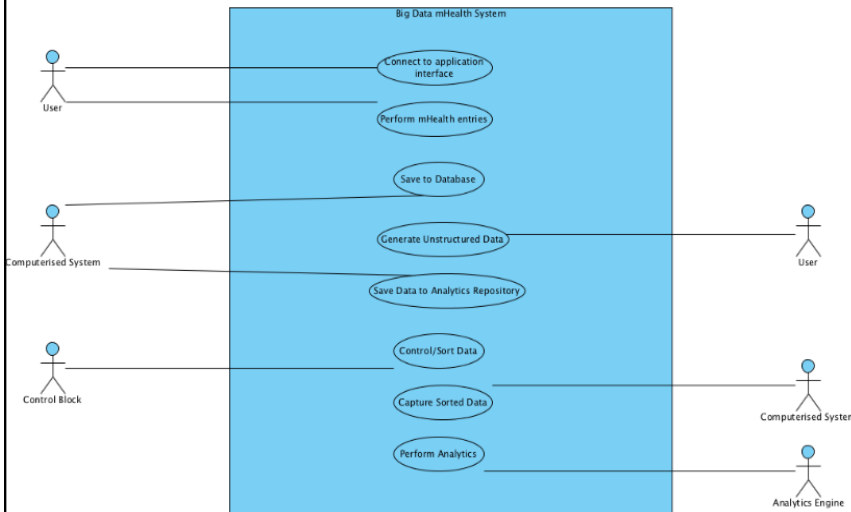 Big Data mHealth System
Connect to application
interface
User
Perform mHealth entries
Save to Database
Generate Unstructured Data
Computerised System
User
Save Data to Analytics Repository
Control/Sort Data
Control Block
Capture Sorted Data
Computerised System
Perform Analytics
Analytics Engine